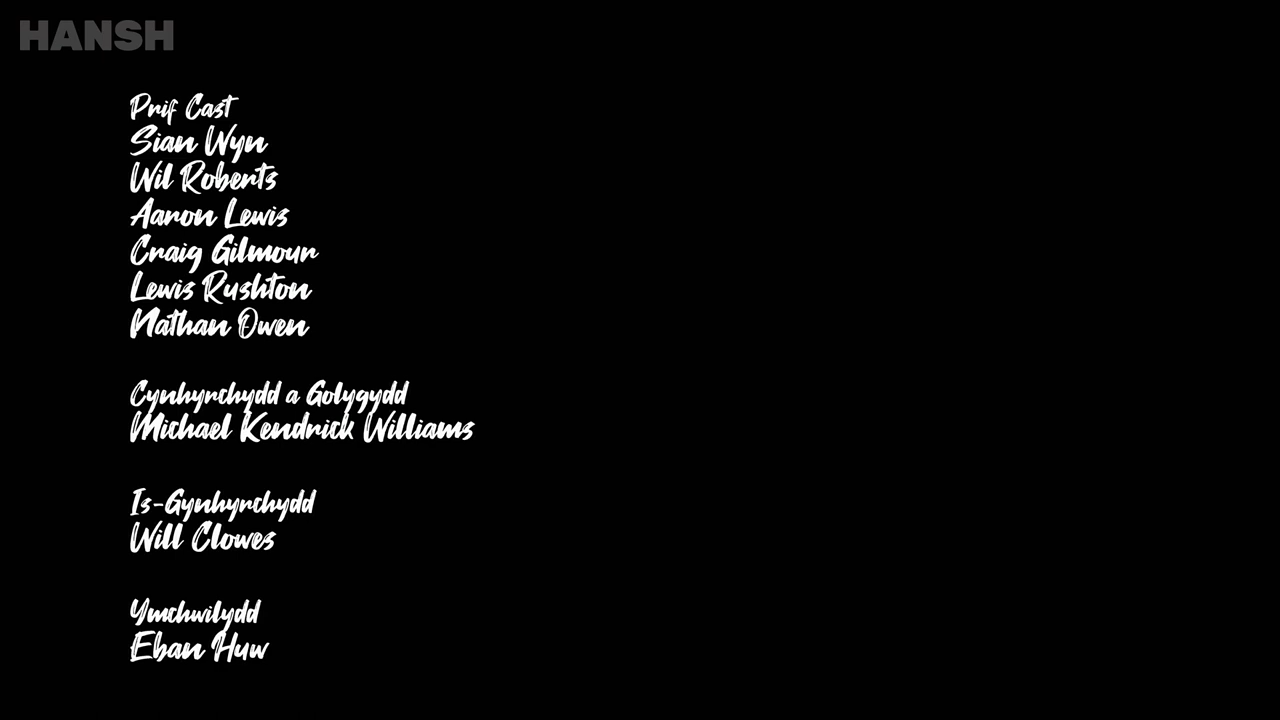 HANSH
Prif Cast
Sian Wyn
Wil Roberts
Aaron Lewis
Craig Gilmour
Lewis Rushton
Nathan Owen
Cynhyrchydd a Golygydd
Michael Kendrick Williams
Is-Gynhyrchydd
Will Clowes
Ymchwilydd
Eban Huw